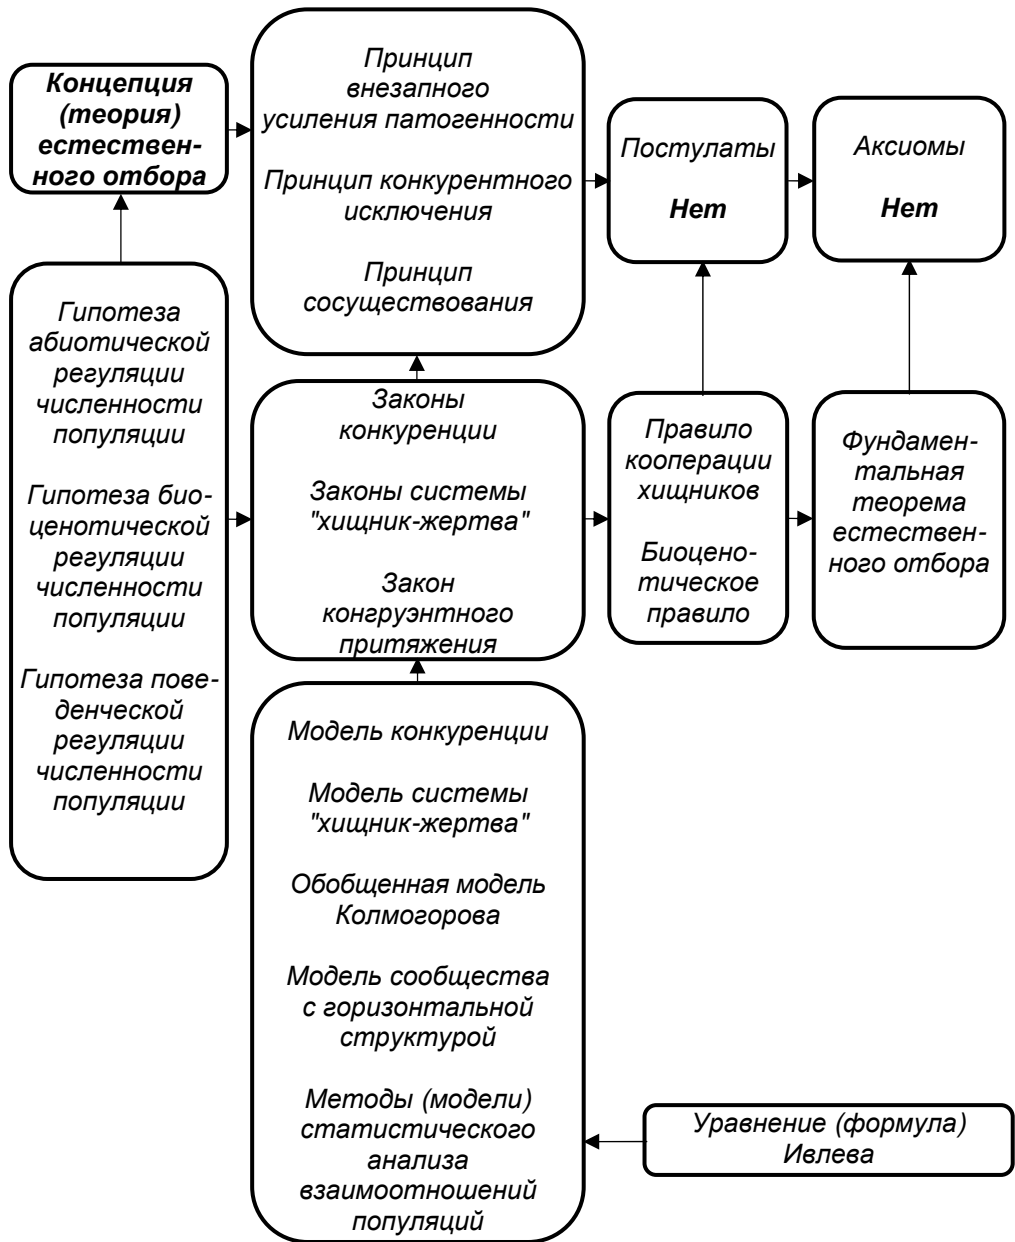 Концепция
(теория)
естествен-
ного отбора
Принцип
внезапного
усиления патогенности
Принцип конкурентного
исключения
Принцип
сосуществования
Постулаты
Нет
Аксиомы
Нет
Гипотеза
абиотической
регуляции
численности
популяции
Гипотеза био-
ценотической
регуляции
численности
популяции
Гипотеза пове-
денческой
регуляции
численности
популяции
Законы
конкуренции
Законы системы
"хищник-жертва"
Закон
конгруэнтного
притяжения
Правило
кооперации
хищников
Биоцено-
тическое
правило
Фундамен-
тальная
теорема
естествен-
ного отбора
Модель конкуренции
Модель системы
"хищник-жертва"
Обобщенная модель
Колмогорова
Модель сообщества
с горизонтальной
структурой
Методы (модели)
статистического
анализа
взаимоотношений
популяций
Уравнение (формула)
Ивлева